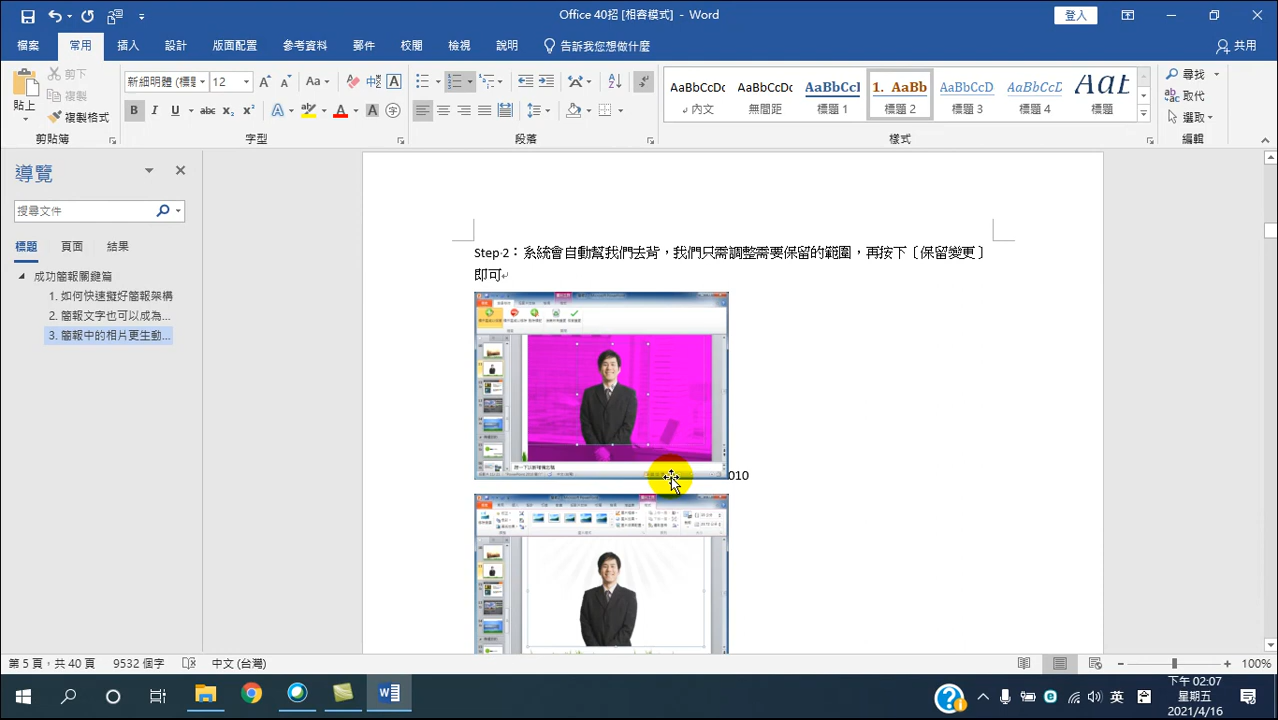 Office 40招 [相容模式] - Word
登入
檔案
常用
插入
設計
版面配置
參考資料
郵件
校閱
檢視
說明
告訴我您想做什麼
共用
貼上
剪下
複製
複製格式
剪貼簿
新細明體 (標題
12
字型
段落
AaBbCcDc
內文
AaBbCcDc
無間距
AaBbCcI
標題 1
1. AaBb
標題 2
AaBbCcD
標題 3
AaBbCcD
標題 4
AaI
標題
樣式
尋找
取代
選取
編輯
導覽
搜尋文件
標題
頁面
結果
成功簡報關鍵篇
1. 如何快速擬好簡報架構
2. 簡報文字也可以成為...
3. 簡報中的相片更生動...
Step 2：系統會自動幫我們去背，我們只需調整需要保留的範圍，再按下〔保留變更〕
即可
010
第 5 頁，共 40 頁
9532 個字
中文 (台灣)
100%
英
下午 02:07
星期五
2021/4/16